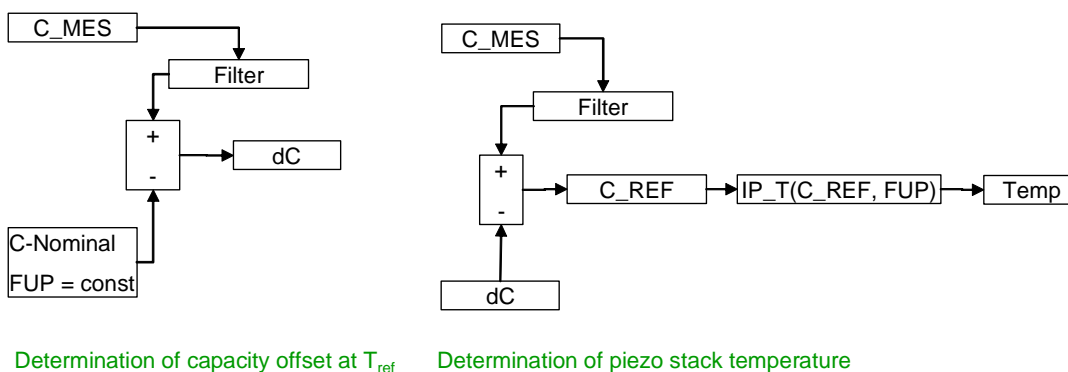 C_MES
Filter
+
-
dC
C-Nominal
FUP = const
Determination of capacity offset at T_ref
C_MES
Filter
+
-
C_REF
IP_T(C_REF, FUP)
Temp
dC
Determination of piezo stack temperature